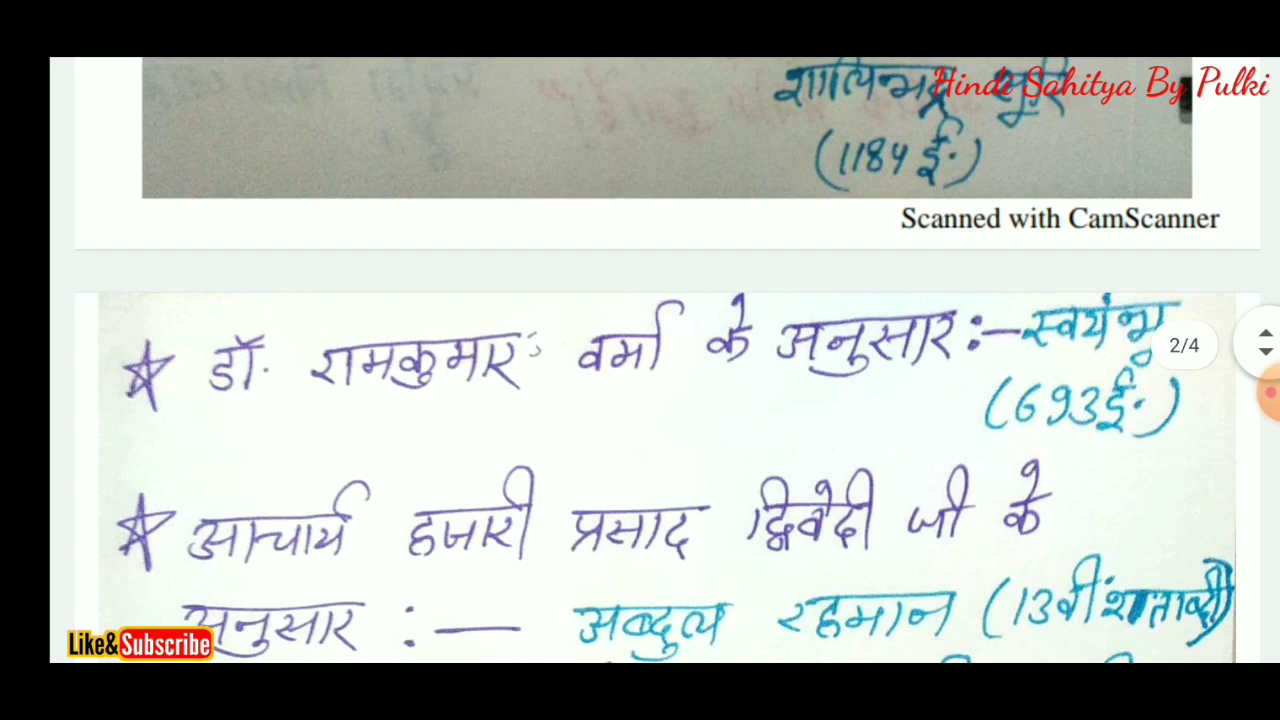 Hindi Sahitya By Pulki
शालिभद्र सूरि
(1184 ई.)
Scanned with CamScanner
☆ डॉ. रामकुमार वर्मा के अनुसार:- स्वयंभू
2/4
(693ई.)
☆ आचार्य हजारी प्रसाद द्विवेदी जी के
अनुसार :— अब्दुल रहमान (13वीं शताब्दी)
Like& Subscribe